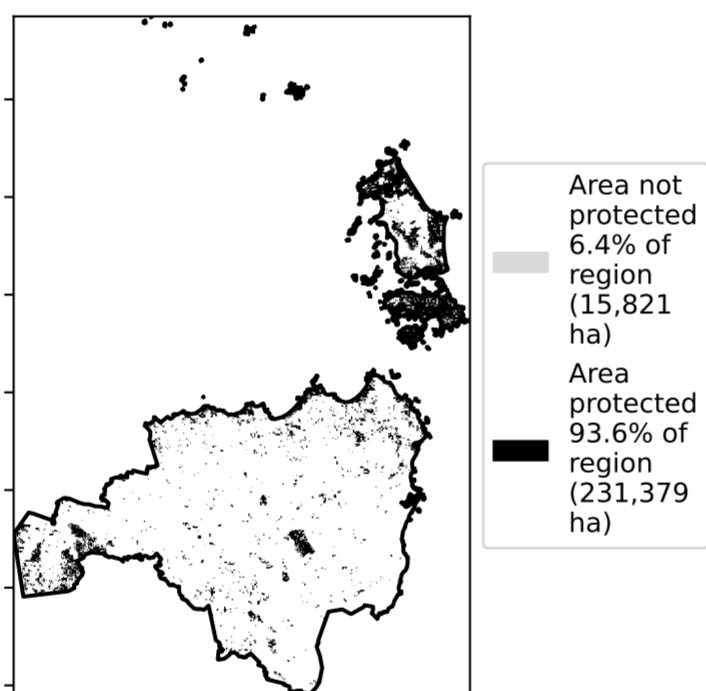 Area not
protected
6.4% of
region
(15,821
ha)
Area
protected
93.6% of
region
(231,379
ha)